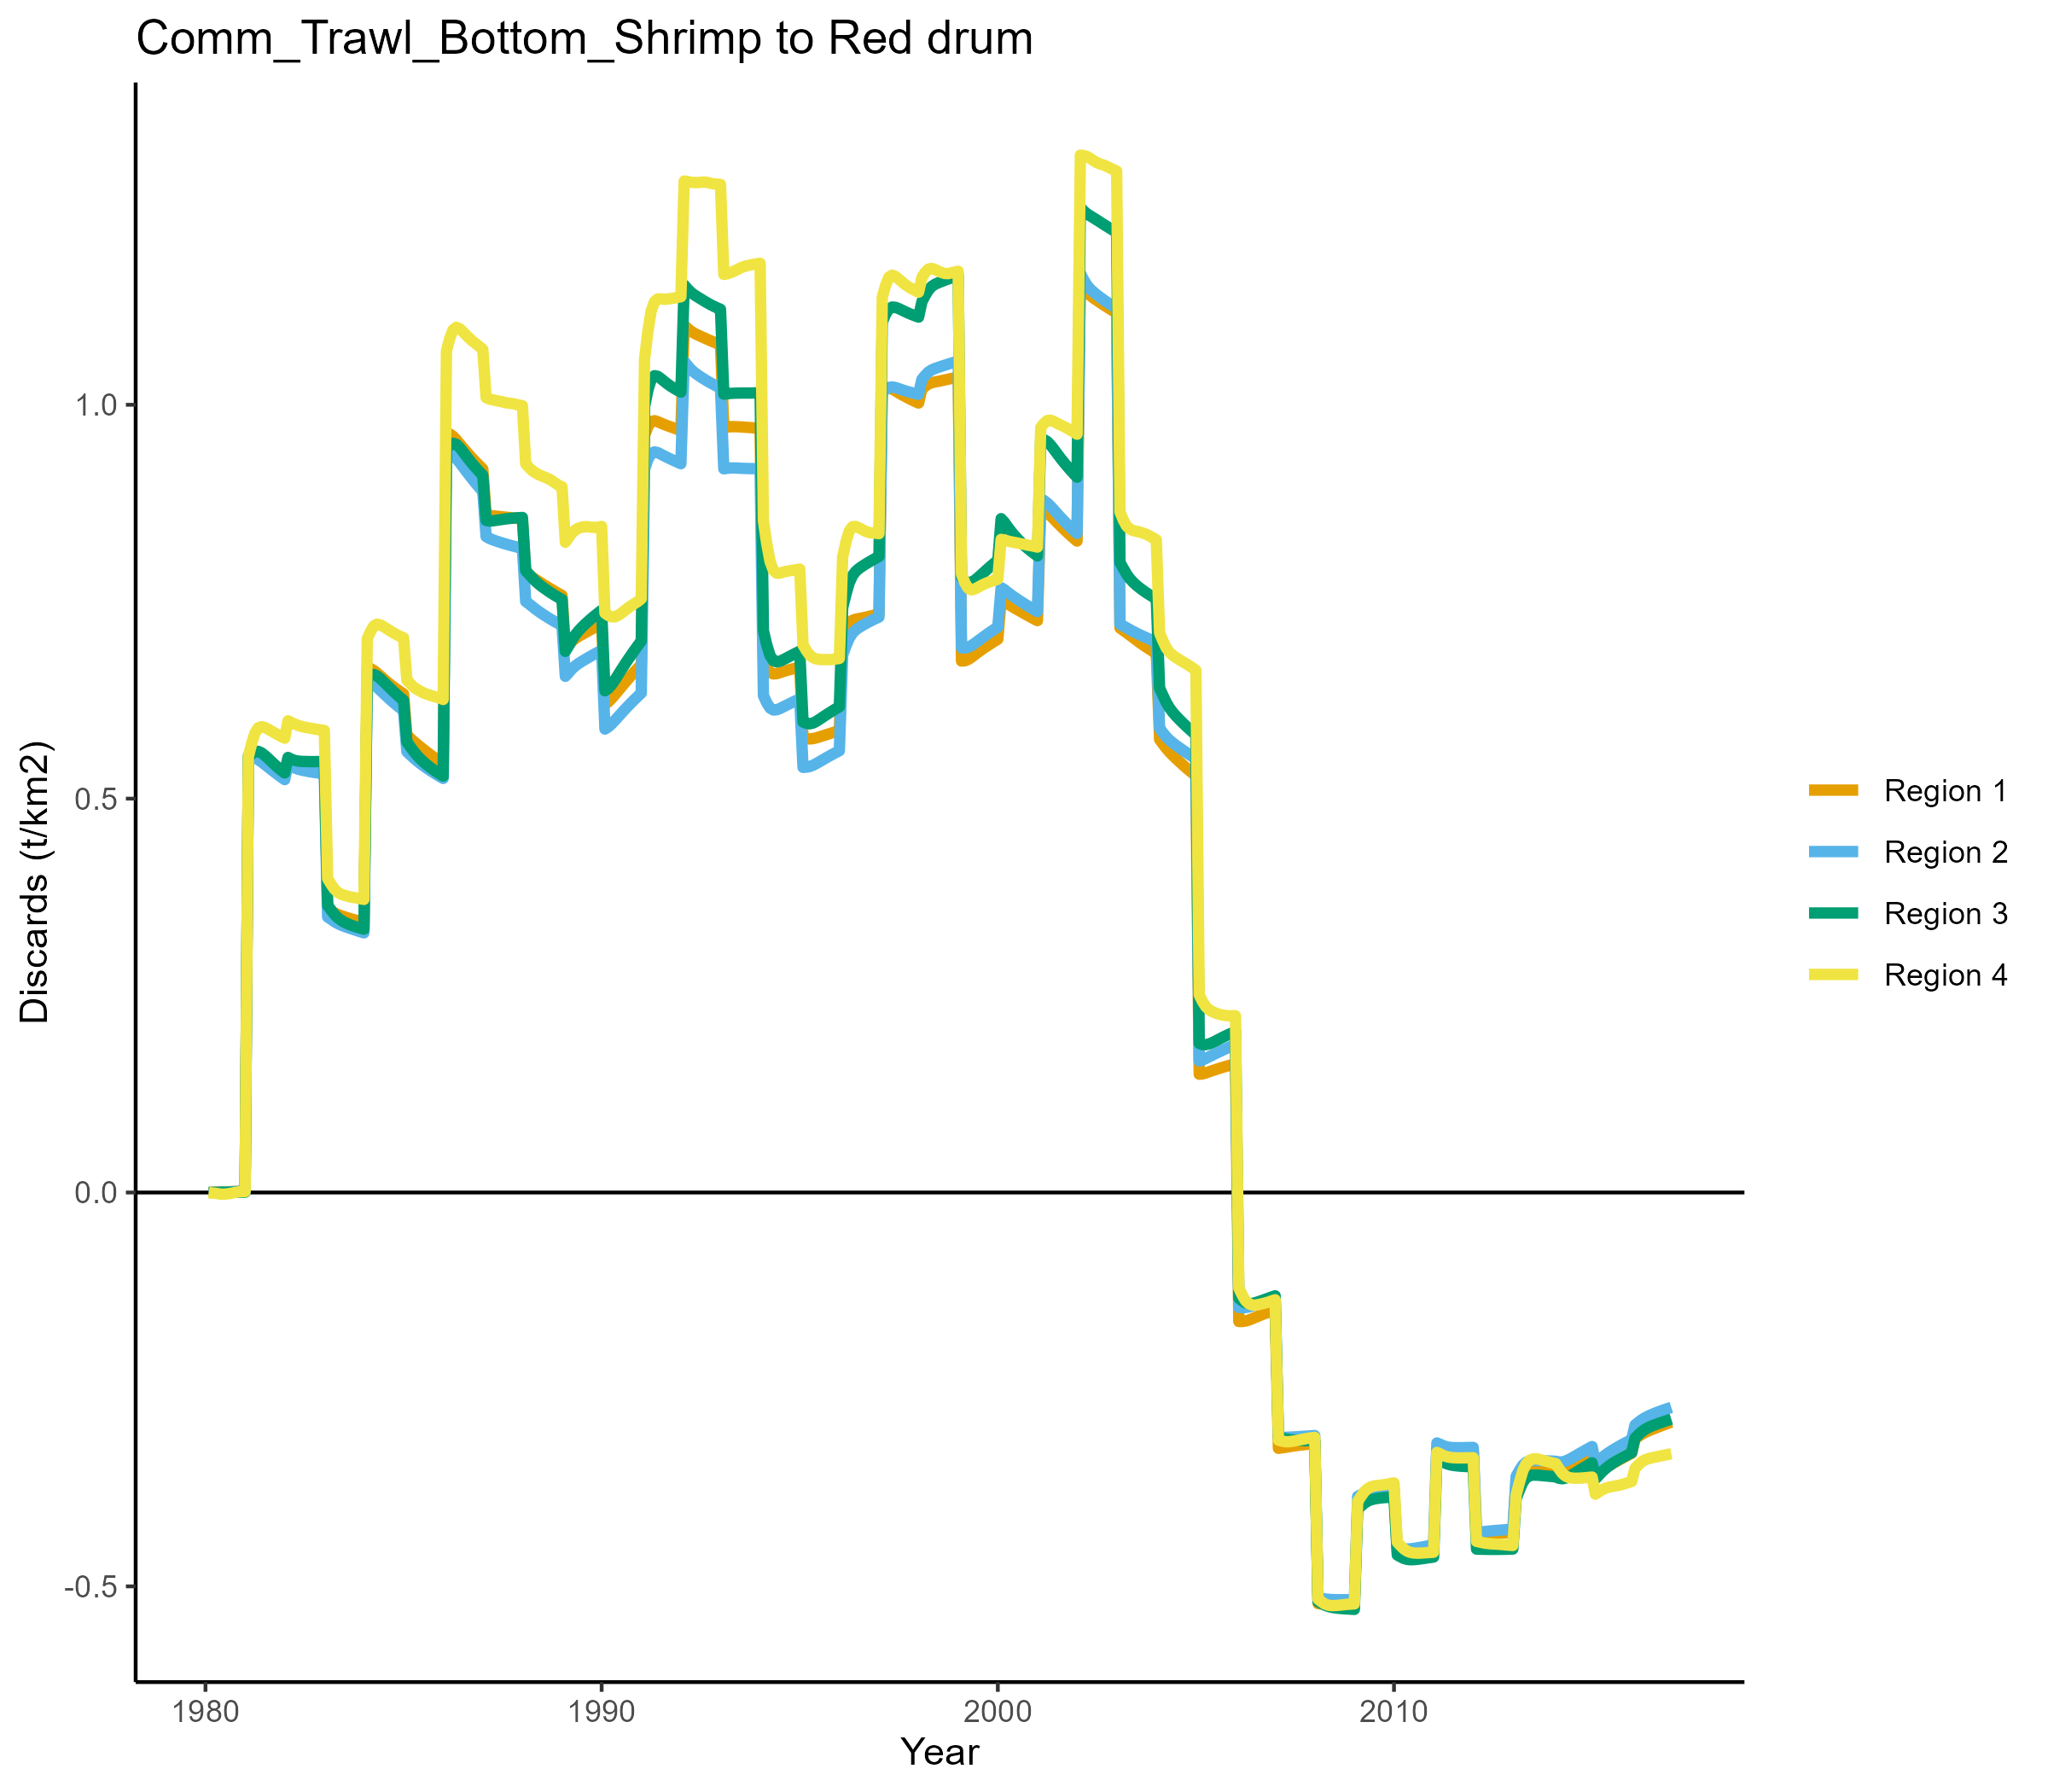 Comm_Trawl_Bottom_Shrimp to Red drum
Discards (t/km2)
1.0
0.5
0.0
-0.5
1980
1990
2000
2010
Year
Region 1
Region 2
Region 3
Region 4